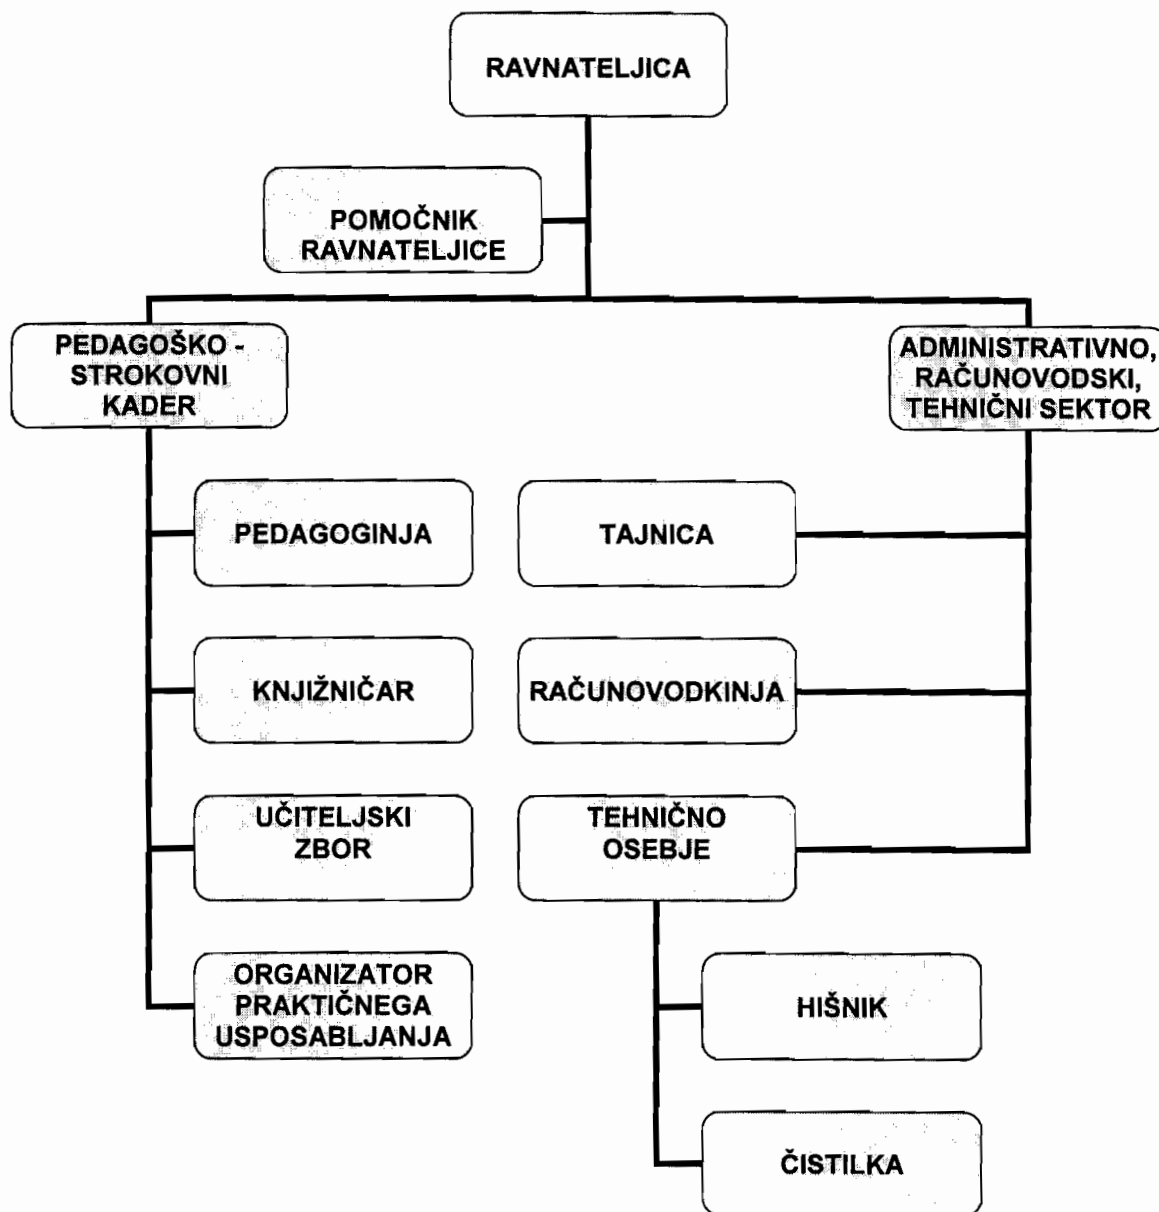 RAVNATELJICA
POMOČNIK
RAVNATELJICE
PEDAGOŠKO -
STROKOVNI
KADER
ADMINISTRATIVNO,
RAČUNOVODSKI,
TEHNIČNI SEKTOR
PEDAGOGINJA
TAJNICA
KNJIŽNIČAR
RAČUNOVODKINJA
UČITELJSKI
ZBOR
TEHNIČNO
OSEBJE
ORGANIZATOR
PRAKTIČNEGA
USPOSABLJANJA
HIŠNIK
ČISTILKA